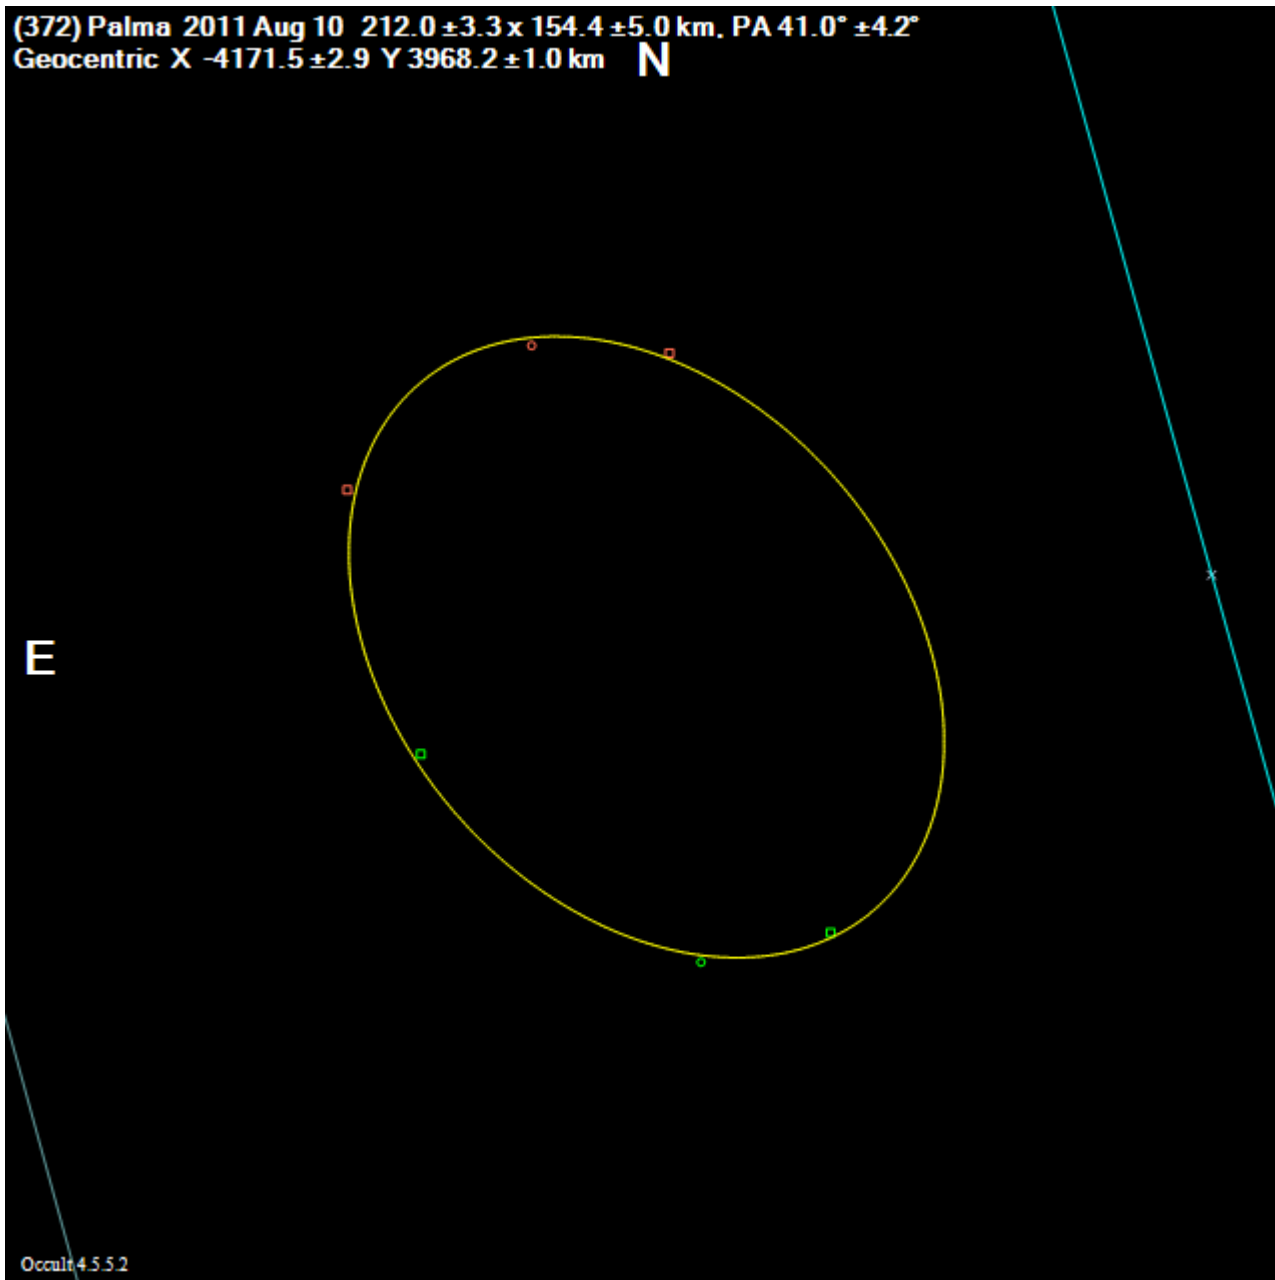 (372) Palma 2011 Aug 10 212.0 ±3.3 x 154.4 ±5.0 km, PA 41.0° ±4.2°
Geocentric X -4171.5 ±2.9 Y 3968.2 ±1.0 km
N
E
Occult 4.5.5.2